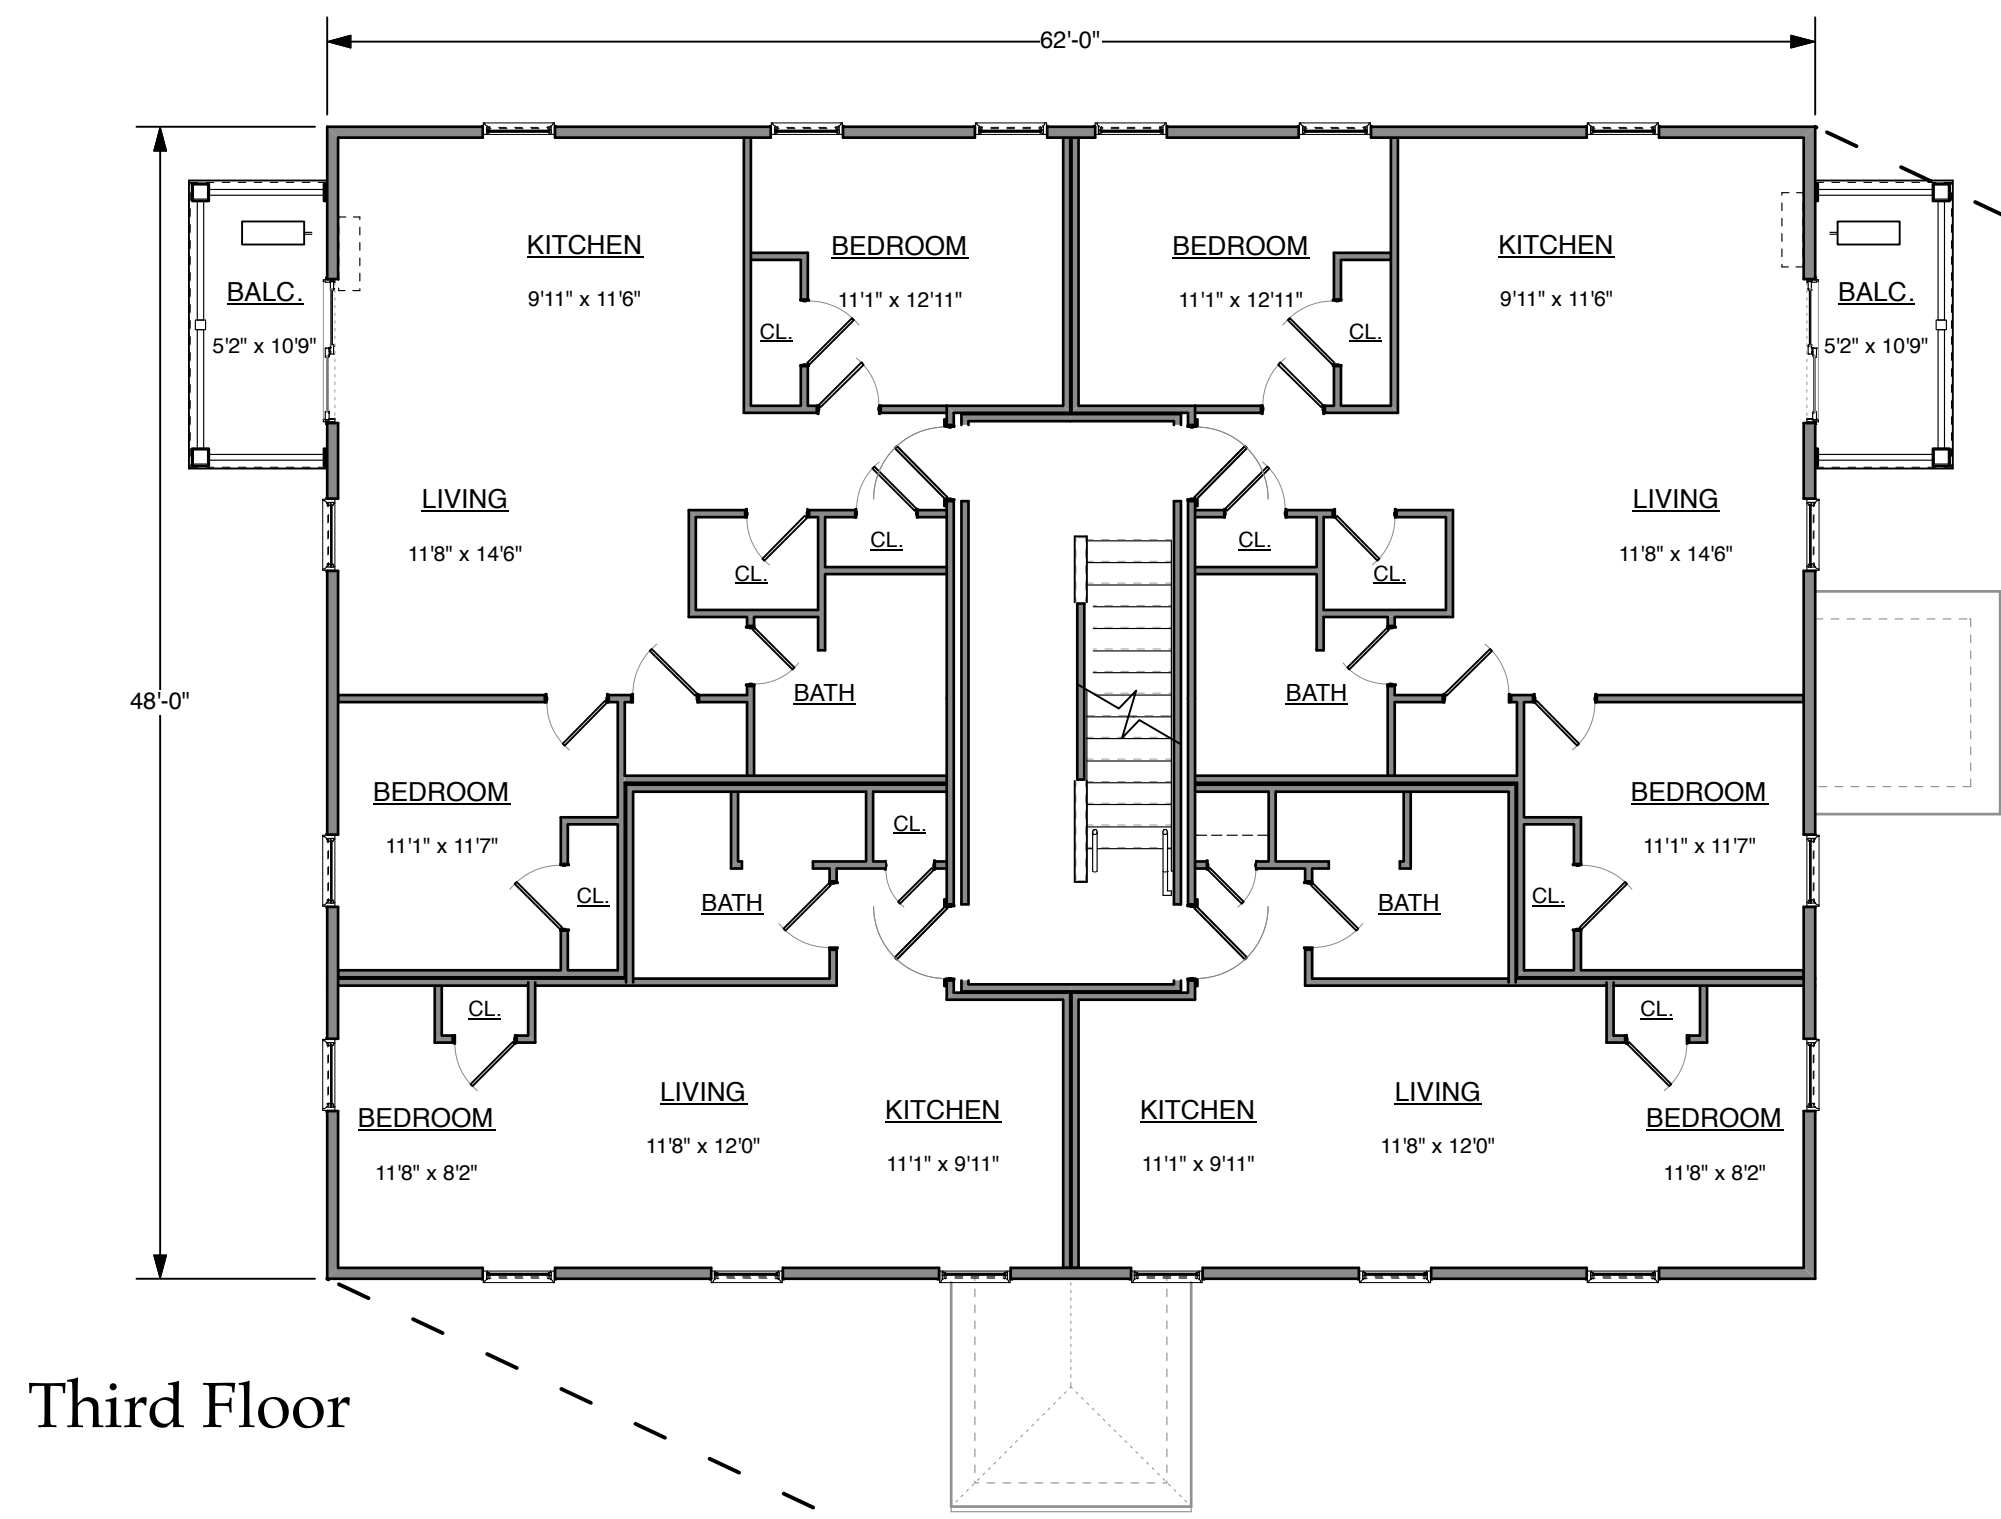 62'-0"
KITCHEN
9'11" x 11'6"
BEDROOM
11'1" x 12'11"
BEDROOM
11'1" x 12'11"
KITCHEN
9'11" x 11'6"
BALC.
5'2" x 10'9"
CL.
CL.
BALC.
5'2" x 10'9"
LIVING
11'8" x 14'6"
CL.
CL.
CL.
CL.
LIVING
11'8" x 14'6"
48'-0"
BATH
BATH
BEDROOM
11'1" x 11'7"
CL.
BEDROOM
11'1" x 11'7"
CL.
BATH
BATH
CL.
CL.
CL.
BEDROOM
11'8" x 8'2"
LIVING
11'8" x 12'0"
KITCHEN
11'1" x 9'11"
KITCHEN
11'1" x 9'11"
LIVING
11'8" x 12'0"
BEDROOM
11'8" x 8'2"
Third Floor